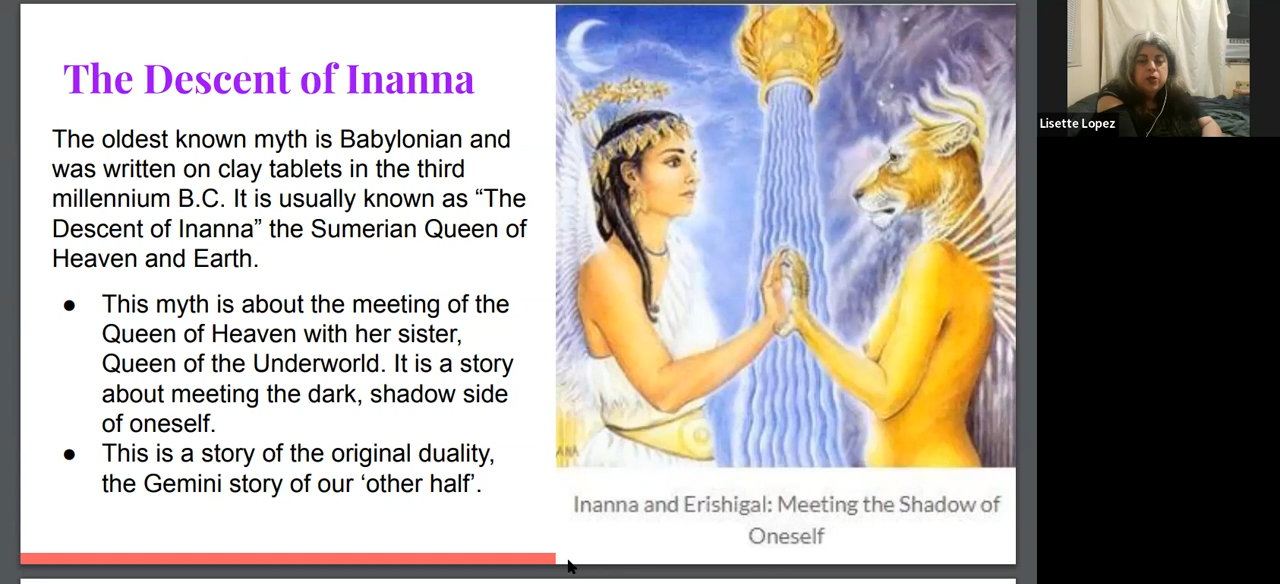 The Descent of Inanna
The oldest known myth is Babylonian and
was written on clay tablets in the third
millennium B.C. It is usually known as “The
Descent of Inanna” the Sumerian Queen of
Heaven and Earth.
● This myth is about the meeting of the
Queen of Heaven with her sister,
Queen of the Underworld. It is a story
about meeting the dark, shadow side
of oneself.
● This is a story of the original duality,
the Gemini story of our ‘other half’.
ANA
Inanna and Erishigal: Meeting the Shadow of
Oneself
Lisette Lopez